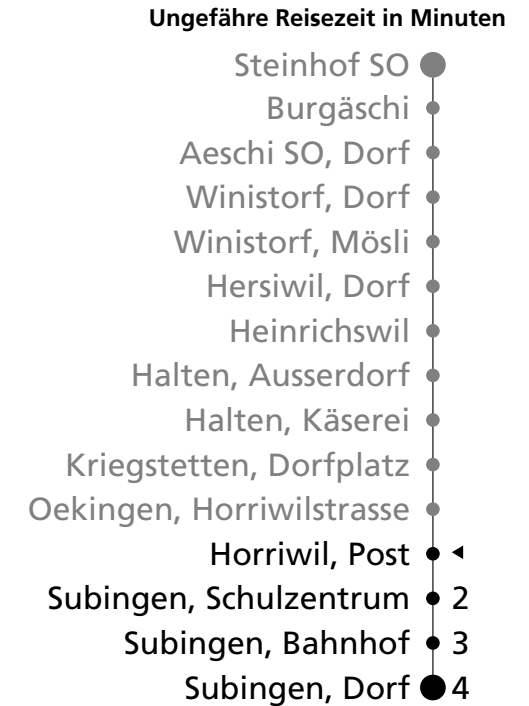 Ungefähre Reisezeit in Minuten
Steinhof SO
Burgäschi
Aeschi SO, Dorf
Winistorf, Dorf
Winistorf, Mösli
Hersiwil, Dorf
Heinrichswil
Halten, Ausserdorf
Halten, Käserei
Kriegstetten, Dorfplatz
Oekingen, Horriwilstrasse
Horriwil, Post
Subingen, Schulzentrum 2
Subingen, Bahnhof 3
Subingen, Dorf 4